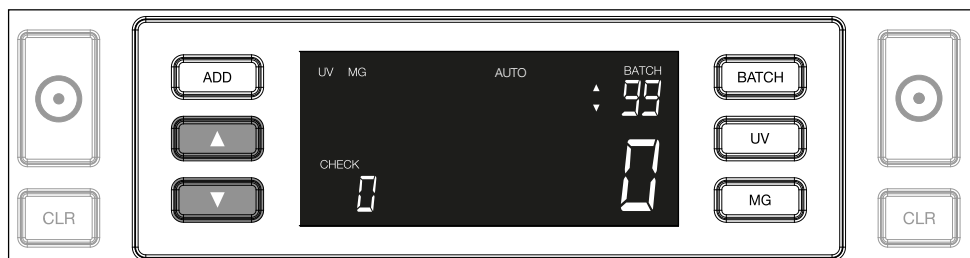 ADD
UV MG AUTO BATCH
99
CHECK
0
0
BATCH
UV
MG
CLR
CLR